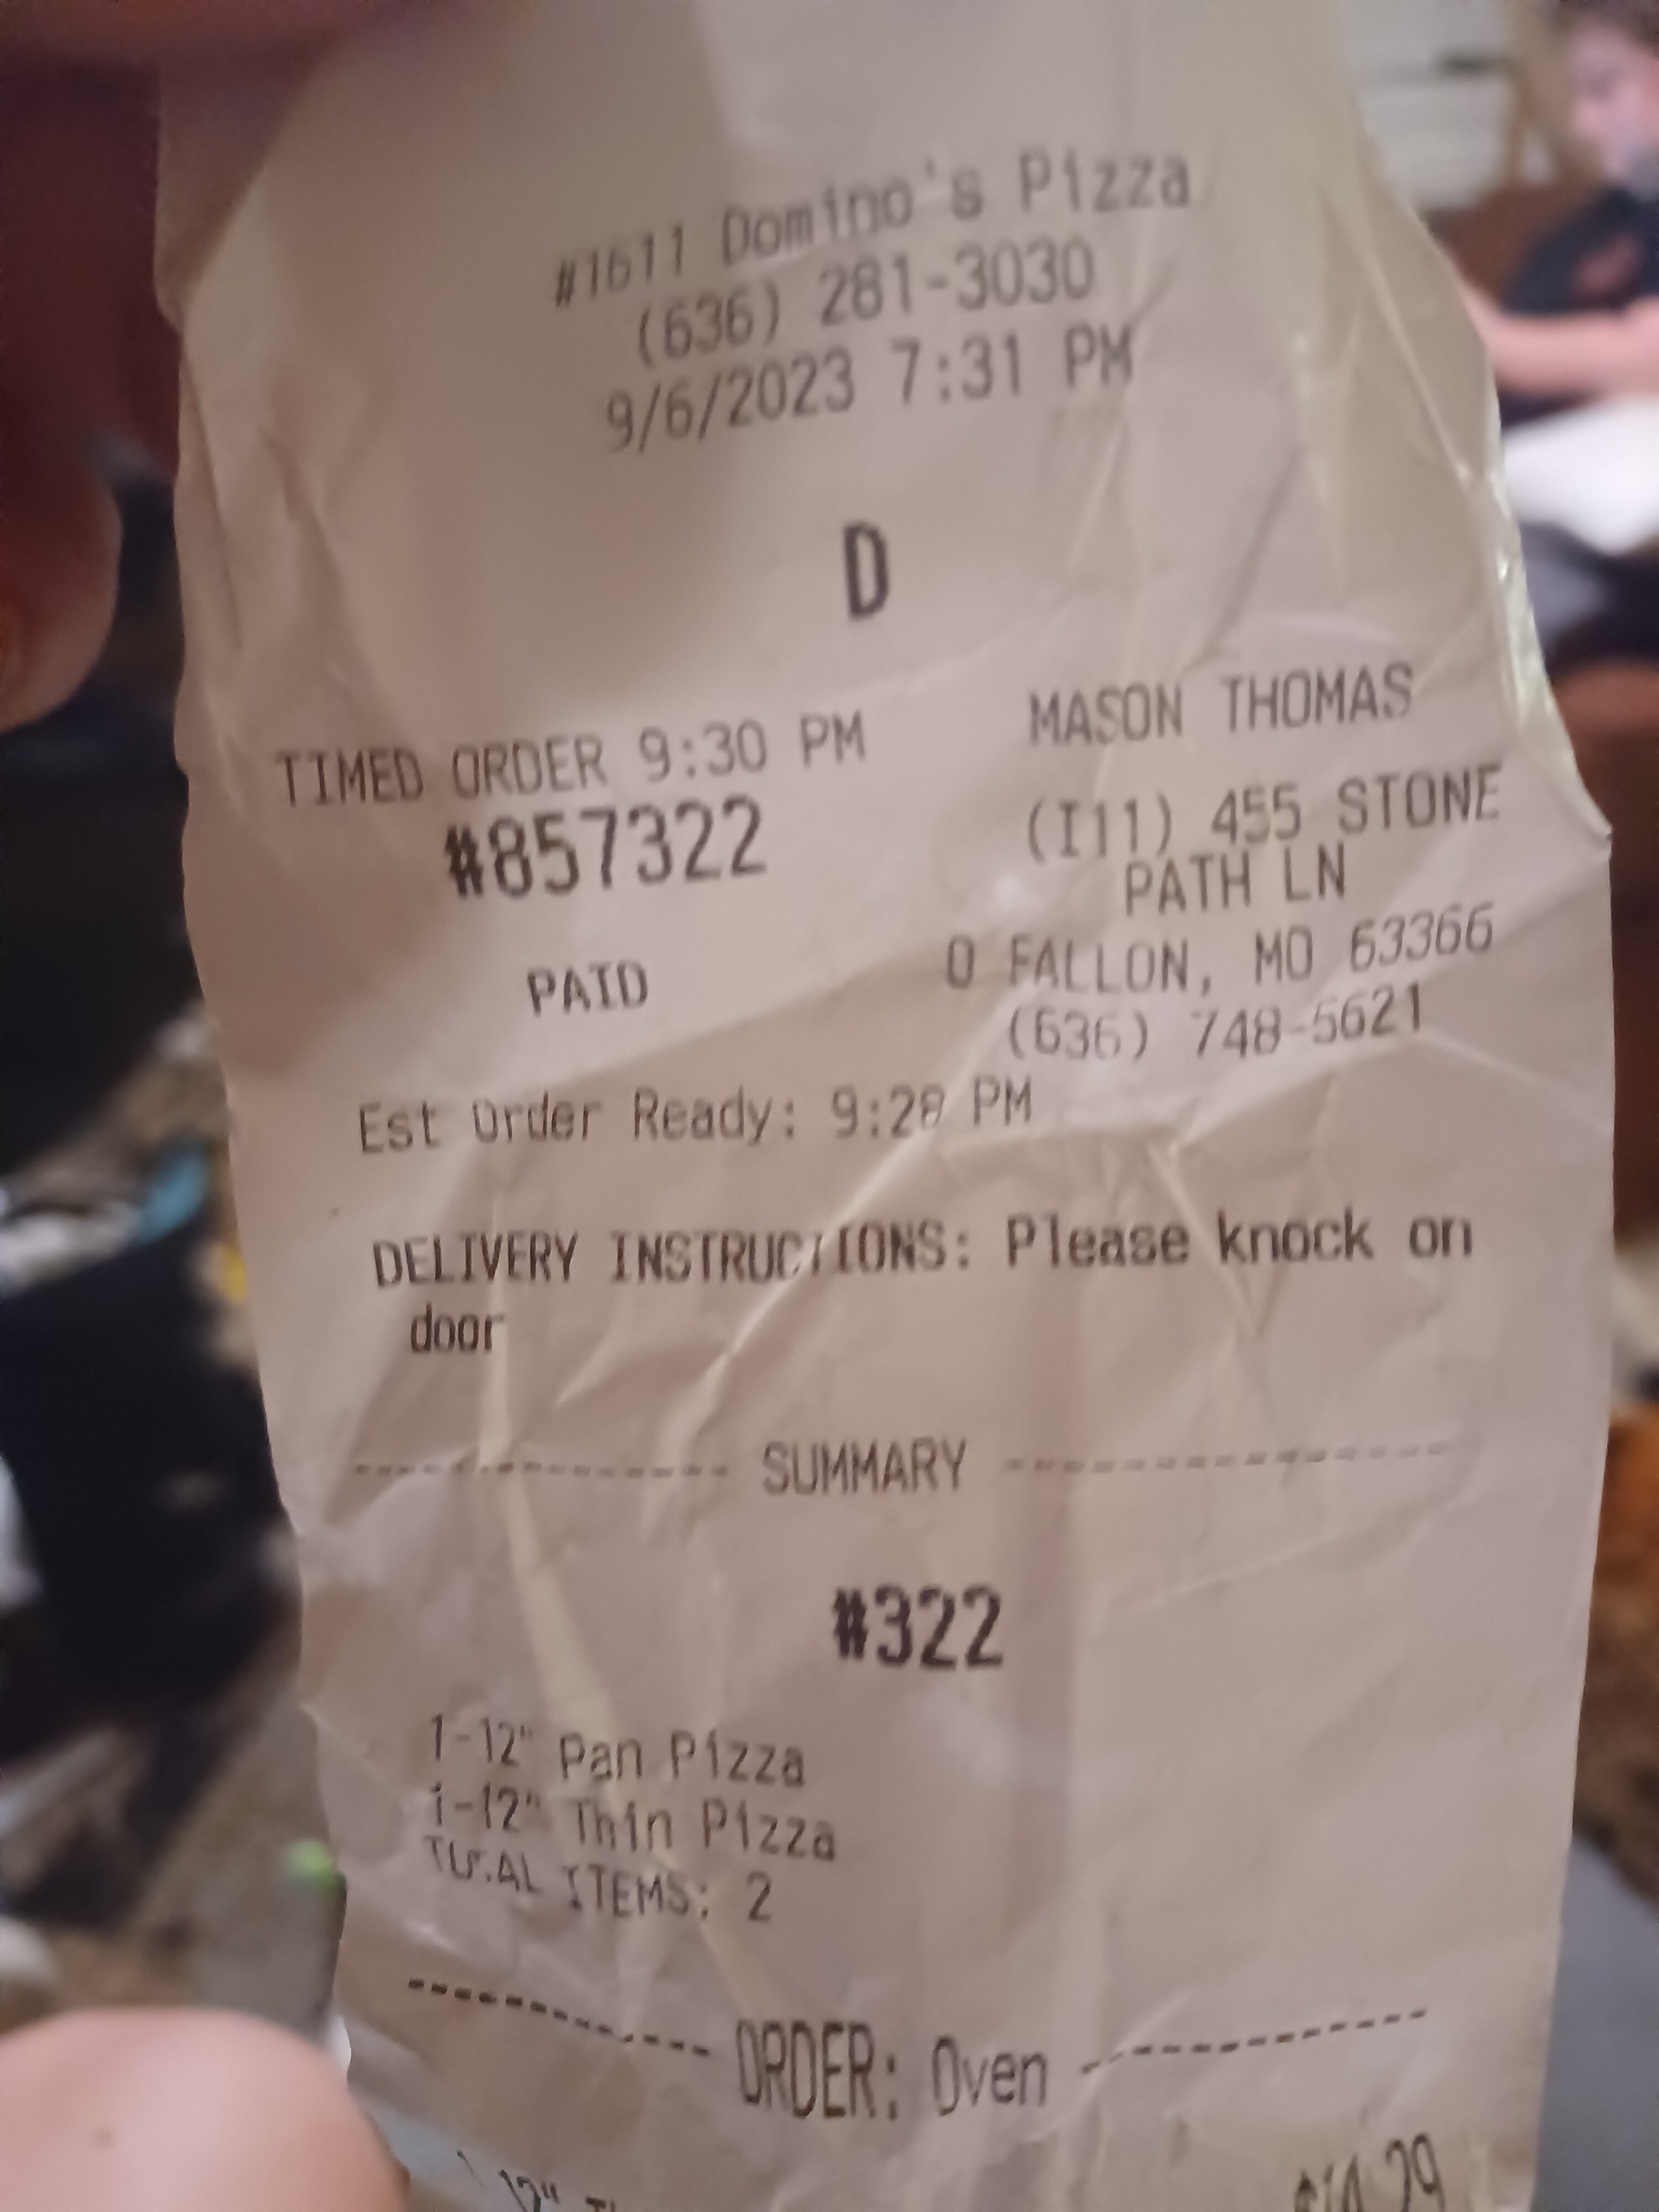 #1611 Domino's Pizza
(636) 281-3030
9/6/2023 7:31 PM
D
TIMED ORDER 9:30 PM
#857322
PAID
MASON THOMAS
(I11) 455 STONE
PATH LN
O FALLON, MO 63366
(636) 748-5621
Est Order Ready: 9:28 PM
DELIVERY INSTRUCTIONS: Please knock on
door
---------------- SUMMARY ----------------
#322
1-12" Pan Pizza
1-12" Thin Pizza
TOTAL ITEMS: 2
---------------- ORDER: Oven ----------------
12"